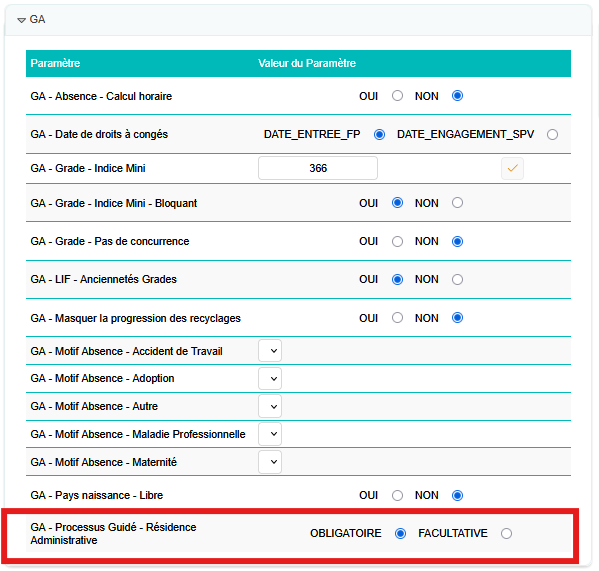 GA
Paramètre Valeur du Paramètre
GA - Absence - Calcul horaire OUI NON
GA - Date de droits à congés DATE_ENTREE_FP DATE_ENGAGEMENT_SPV
GA - Grade - Indice Mini 366
GA - Grade - Indice Mini - Bloquant OUI NON
GA - Grade - Pas de concurrence OUI NON
GA - LIF - Anciennetés Grades OUI NON
GA - Masquer la progression des recyclages OUI NON
GA - Motif Absence - Accident de Travail
GA - Motif Absence - Adoption
GA - Motif Absence - Autre
GA - Motif Absence - Maladie Professionnelle
GA - Motif Absence - Maternité
GA - Pays naissance - Libre OUI NON
GA - Processus Guidé - Résidence
Administrative OBLIGATOIRE FACULTATIVE